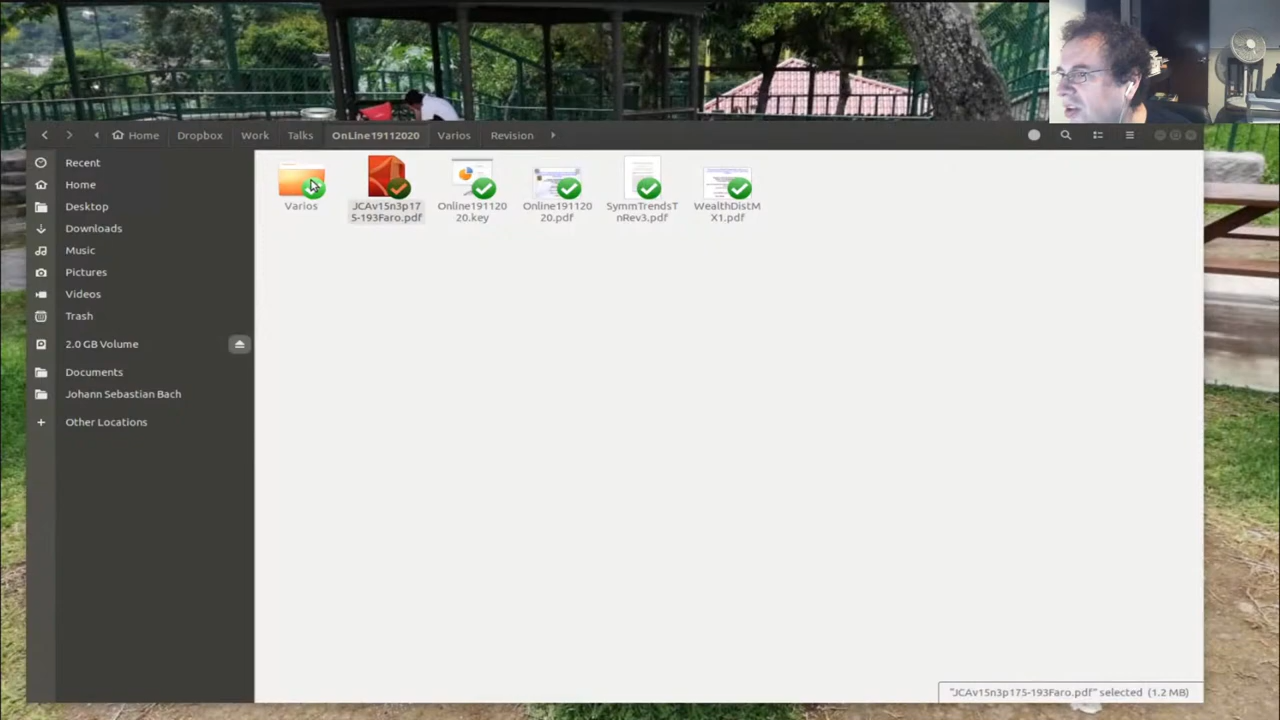 Home
Dropbox
Work
Talks
OnLine19112020
Varios
Revision
Recent
Home
Desktop
Downloads
Music
Pictures
Videos
Trash
2.0 GB Volume
Documents
Johann Sebastian Bach
+ Other Locations
Varios
JCAv15n3p17
5-193Faro.pdf
Online191120
20.key
Online191120
20.pdf
SymmTrendsT
nRev3.pdf
WealthDistM
X1.pdf
"JCAv15n3p175-193Faro.pdf" selected (1.2 MB)